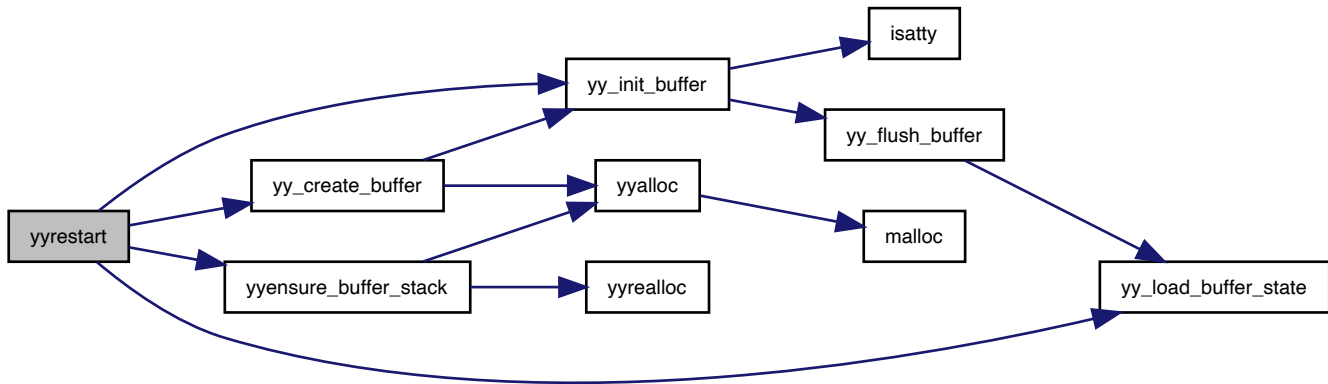 isatty
yy_init_buffer
yy_flush_buffer
yy_create_buffer
yyalloc
yyrestart
malloc
yyensure_buffer_stack
yyrealloc
yy_load_buffer_state